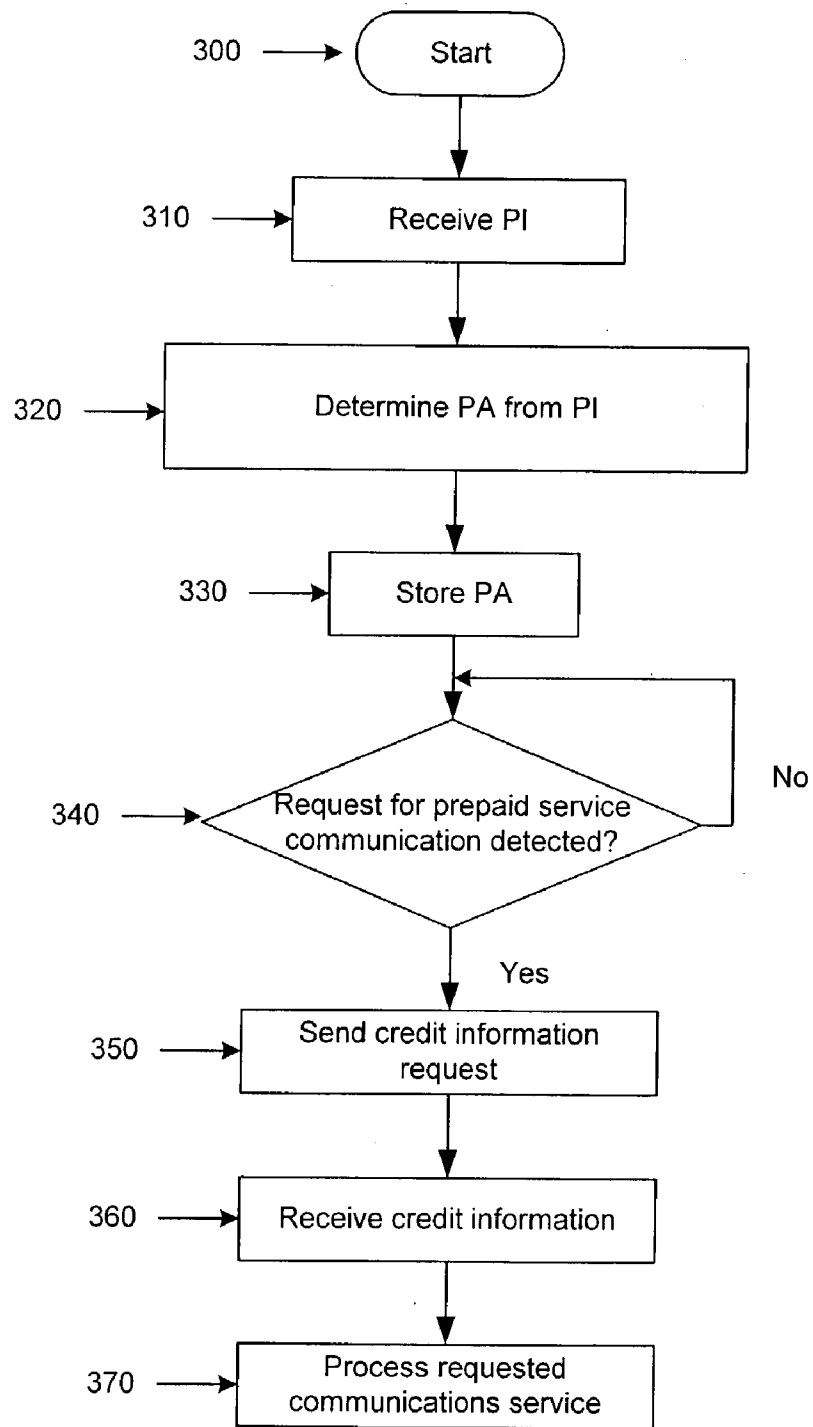 300
Start
310
Receive PI
320
Determine PA from PI
330
Store PA
340
Request for prepaid service
communication detected?
No
Yes
350
Send credit information
request
360
Receive credit information
370
Process requested
communications service